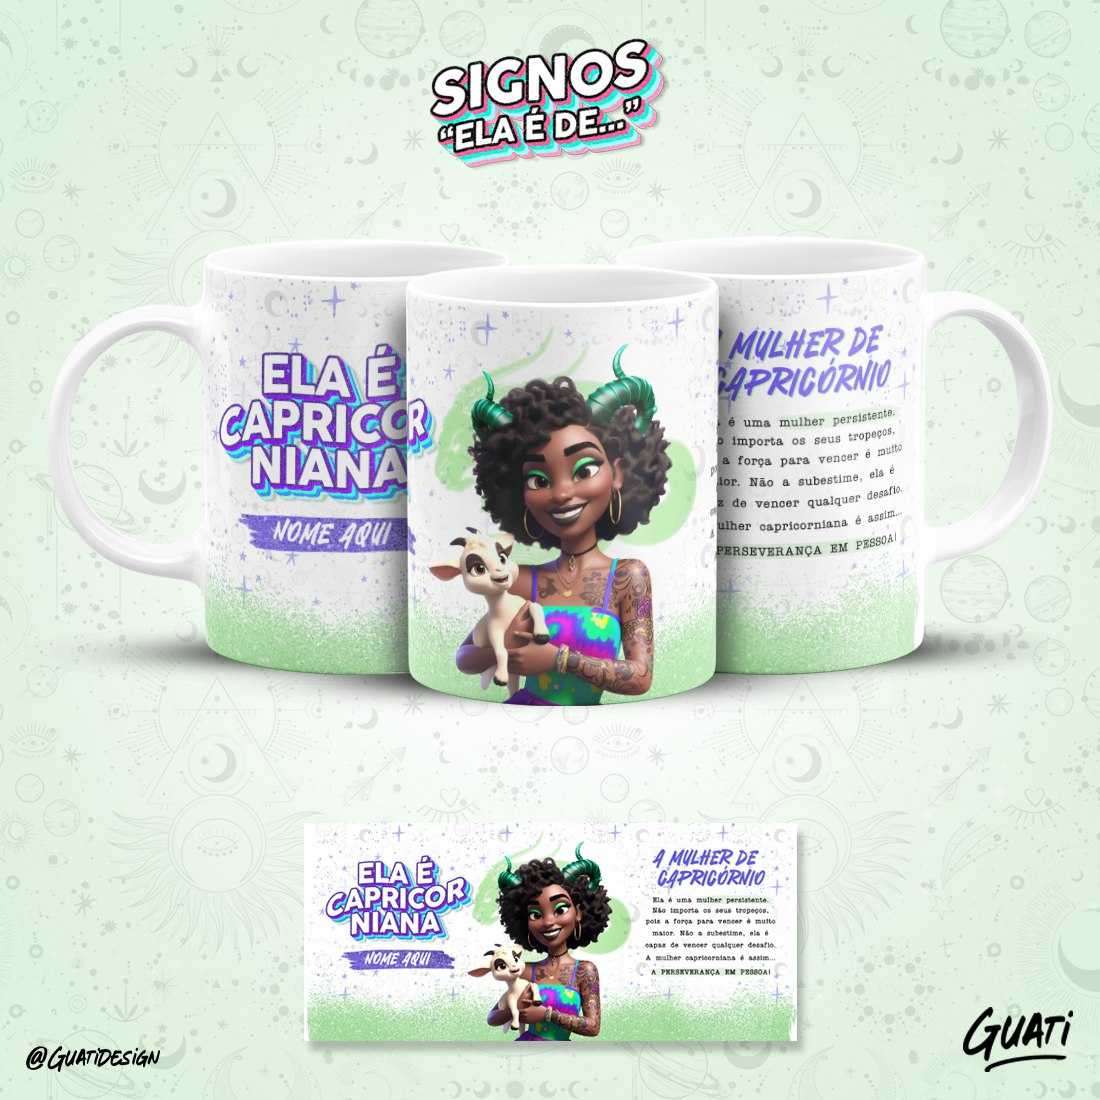 SIGNOS
"ELA É DE..."
ELA É
CAPRICOR
NIANA
NOME AQUI
MULHER DE
CAPRICÓRNIO
é uma mulher persistente.
importa os seus tropeços,
a força para vencer é muito
maior. Não a subestime, ela é
de vencer qualquer desafio.
mulher capricorniana é assim...
PERSEVERANÇA EM PESSOA!
ELA É
CAPRICOR
NIANA
NOME AQUI
A MULHER DE
CAPRICÓRNIO
Ela é uma mulher persistente.
Não importa os seus tropeços,
pois a força para vencer é muito
maior. Não a subestime, ela é
capaz de vencer qualquer desafio.
A mulher capricorniana é assim...
A PERSEVERANÇA EM PESSOA!
@GUATIDESIGN
GUATi